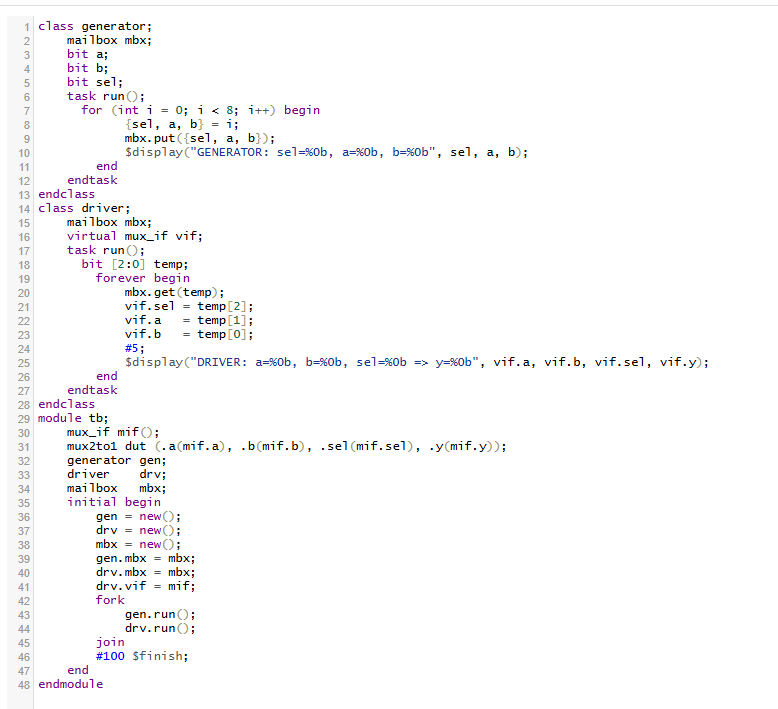 1 class generator;
2     mailbox mbx;
3     bit a;
4     bit b;
5     bit sel;
6     task run();
7       for (int i = 0; i < 8; i++) begin
8             {sel, a, b} = i;
9             mbx.put({sel, a, b});
10             $display("GENERATOR: sel=%0b, a=%0b, b=%0b", sel, a, b);
11         end
12     endtask
13 endclass
14 class driver;
15     mailbox mbx;
16     virtual mux_if vif;
17     task run();
18       bit [2:0] temp;
19         forever begin
20             mbx.get(temp);
21             vif.sel = temp[2];
22             vif.a   = temp[1];
23             vif.b   = temp[0];
24             #5;
25             $display("DRIVER: a=%0b, b=%0b, sel=%0b => y=%0b", vif.a, vif.b, vif.sel, vif.y);
26         end
27     endtask
28 endclass
29 module tb;
30     mux_if mif();
31     mux2to1 dut (.a(mif.a), .b(mif.b), .sel(mif.sel), .y(mif.y));
32     generator gen;
33     driver    drv;
34     mailbox   mbx;
35     initial begin
36         gen = new();
37         drv = new();
38         mbx = new();
39         gen.mbx = mbx;
40         drv.mbx = mbx;
41         drv.vif = mif;
42         fork
43             gen.run();
44             drv.run();
45         join
46         #100 $finish;
47     end
48 endmodule